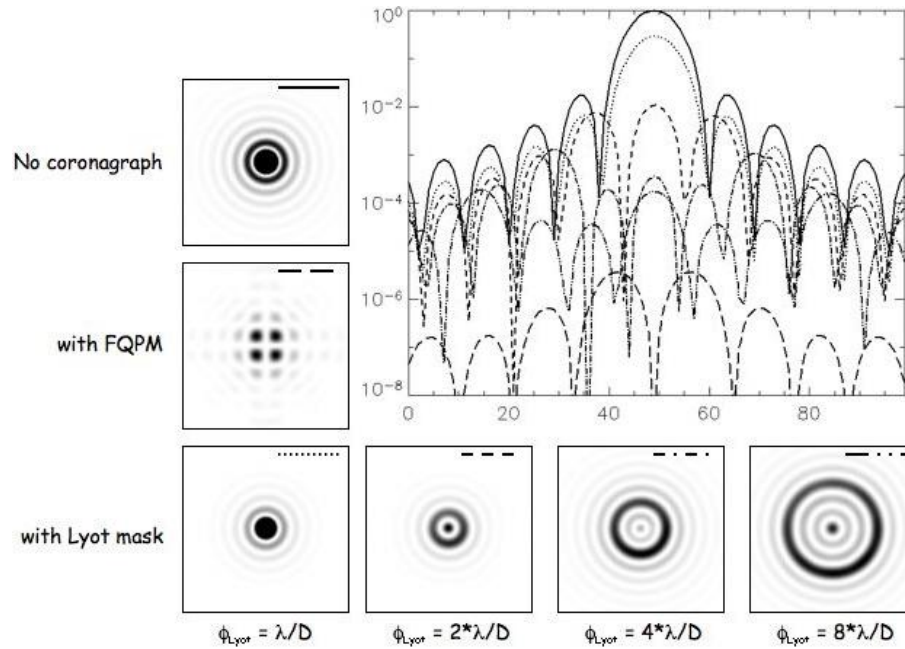 10⁰
10⁻²
10⁻⁴
10⁻⁶
10⁻⁸
0 20 40 60 80
No coronagraph
with FQPM
with Lyot mask
ϕLyot = λ/D ϕLyot = 2*λ/D ϕLyot = 4*λ/D ϕLyot = 8*λ/D